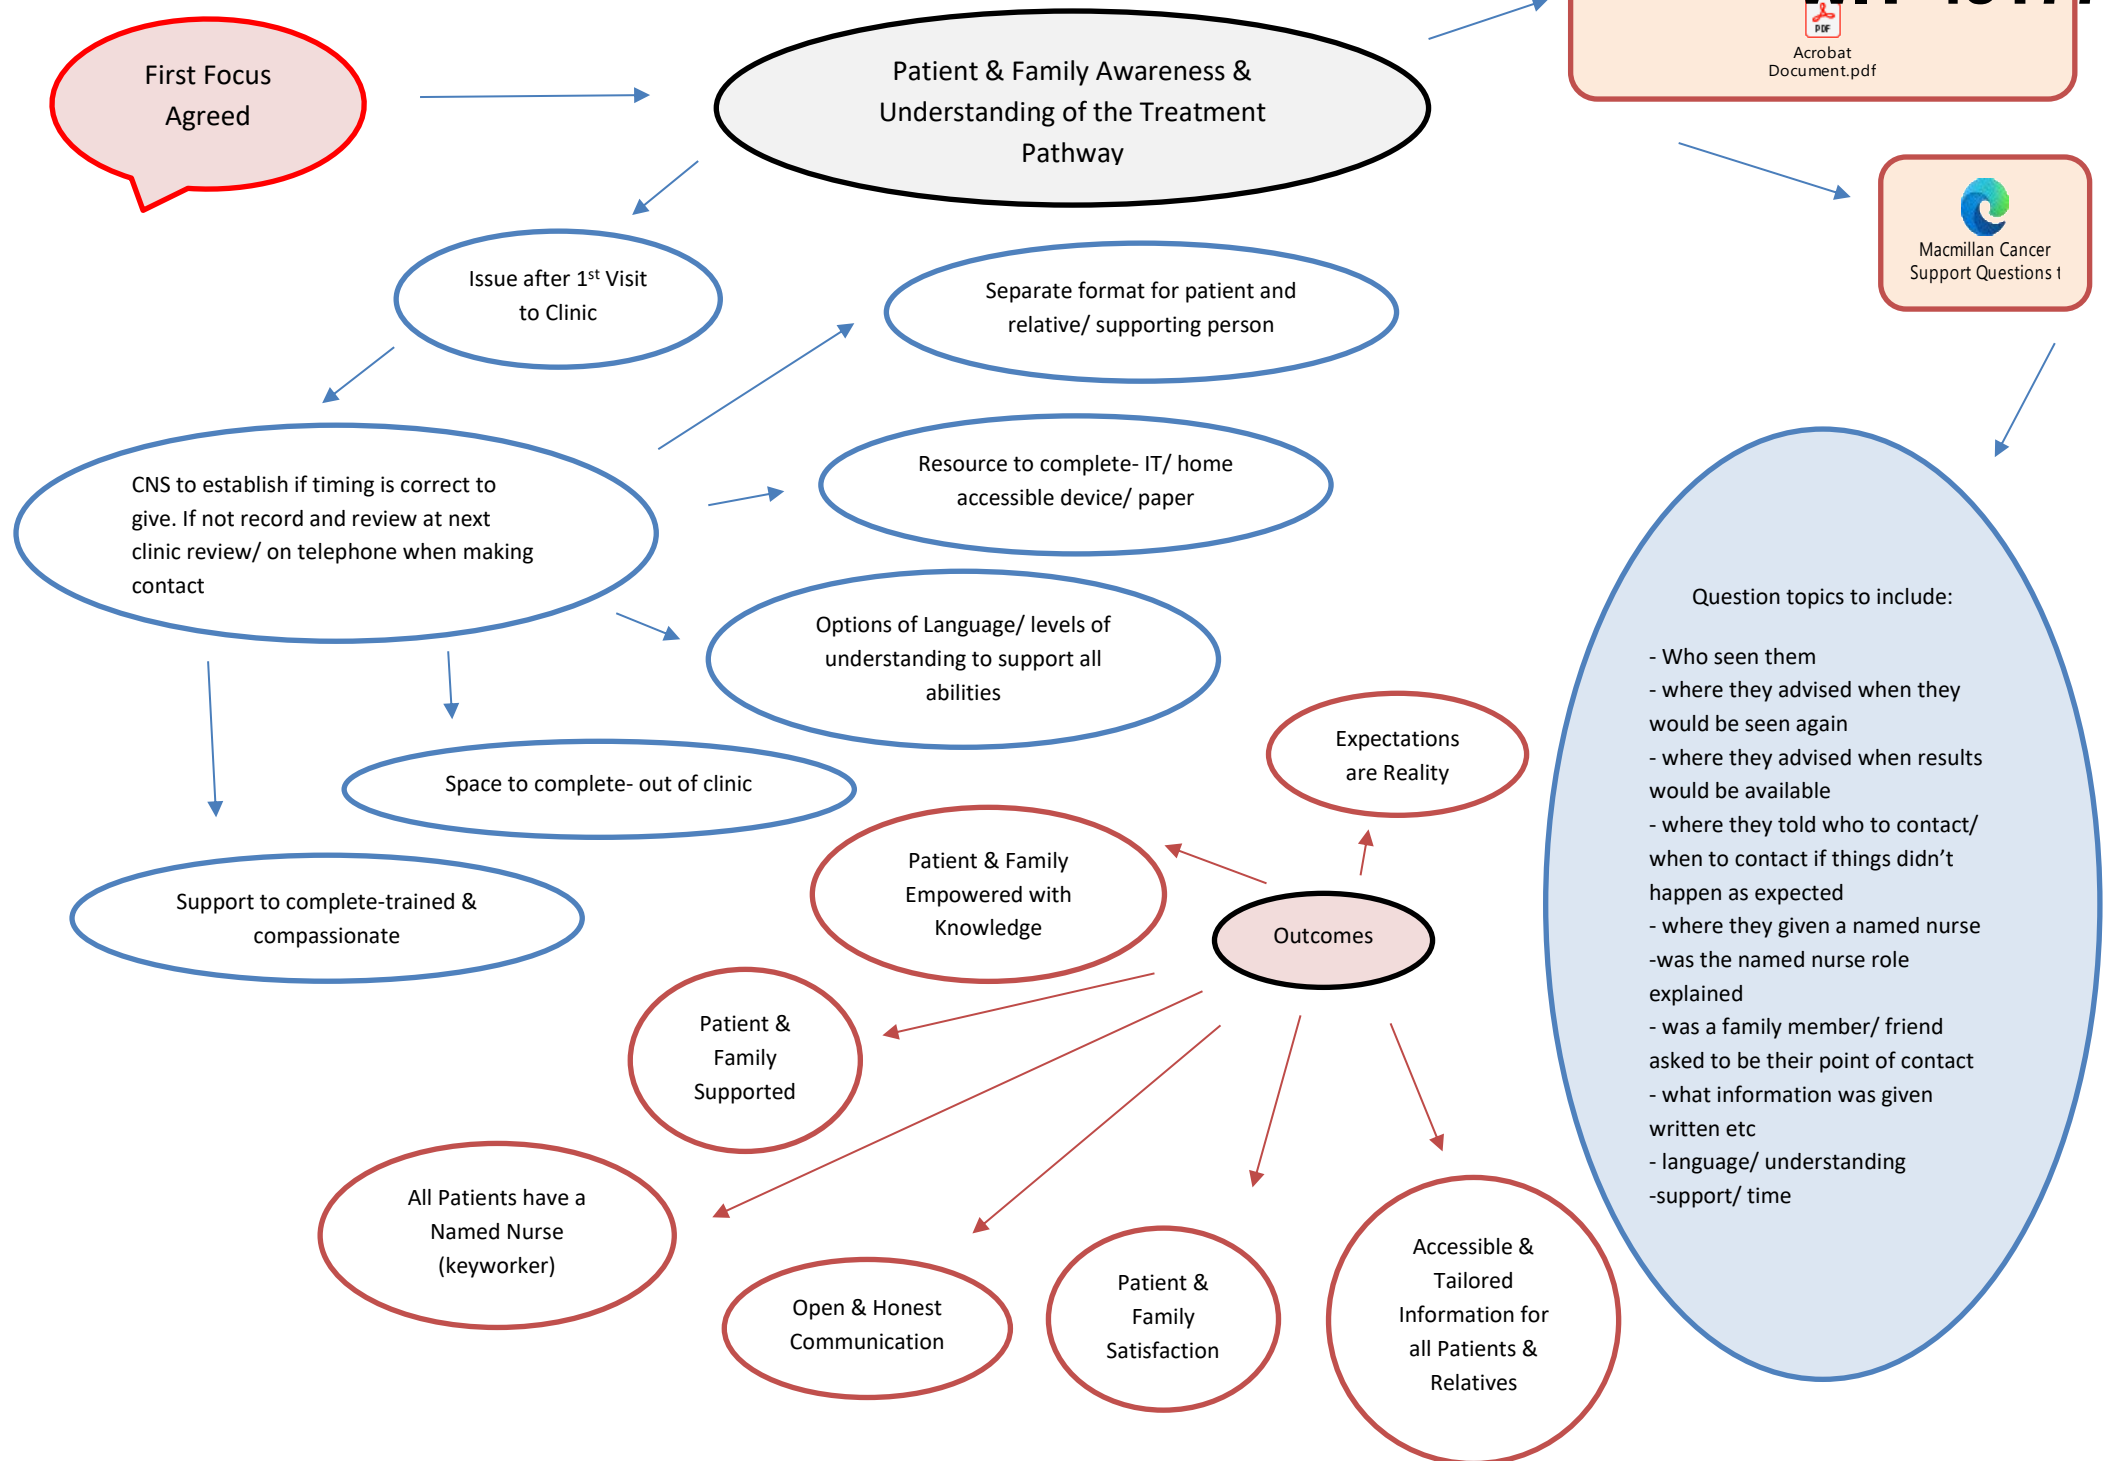 First Focus
Agreed
Patient & Family Awareness &
Understanding of the Treatment
Pathway
PDF
Acrobat
Document.pdf
Macmillan Cancer
Support Questions t
Issue after 1st Visit
to Clinic
Separate format for patient and
relative/ supporting person
CNS to establish if timing is correct to
give. If not record and review at next
clinic review/ on telephone when making
contact
Resource to complete- IT/ home
accessible device/ paper
Options of Language/ levels of
understanding to support all
abilities
Space to complete- out of clinic
Support to complete-trained &
compassionate
Question topics to include:
- Who seen them
- where they advised when they
would be seen again
- where they advised when results
would be available
- where they told who to contact/
when to contact if things didn’t
happen as expected
- where they given a named nurse
-was the named nurse role
explained
- was a family member/ friend
asked to be their point of contact
- what information was given
written etc
- language/ understanding
-support/ time
Expectations
are Reality
Patient & Family
Empowered with
Knowledge
Outcomes
Patient &
Family
Supported
All Patients have a
Named Nurse
(keyworker)
Open & Honest
Communication
Patient &
Family
Satisfaction
Accessible &
Tailored
Information for
all Patients &
Relatives